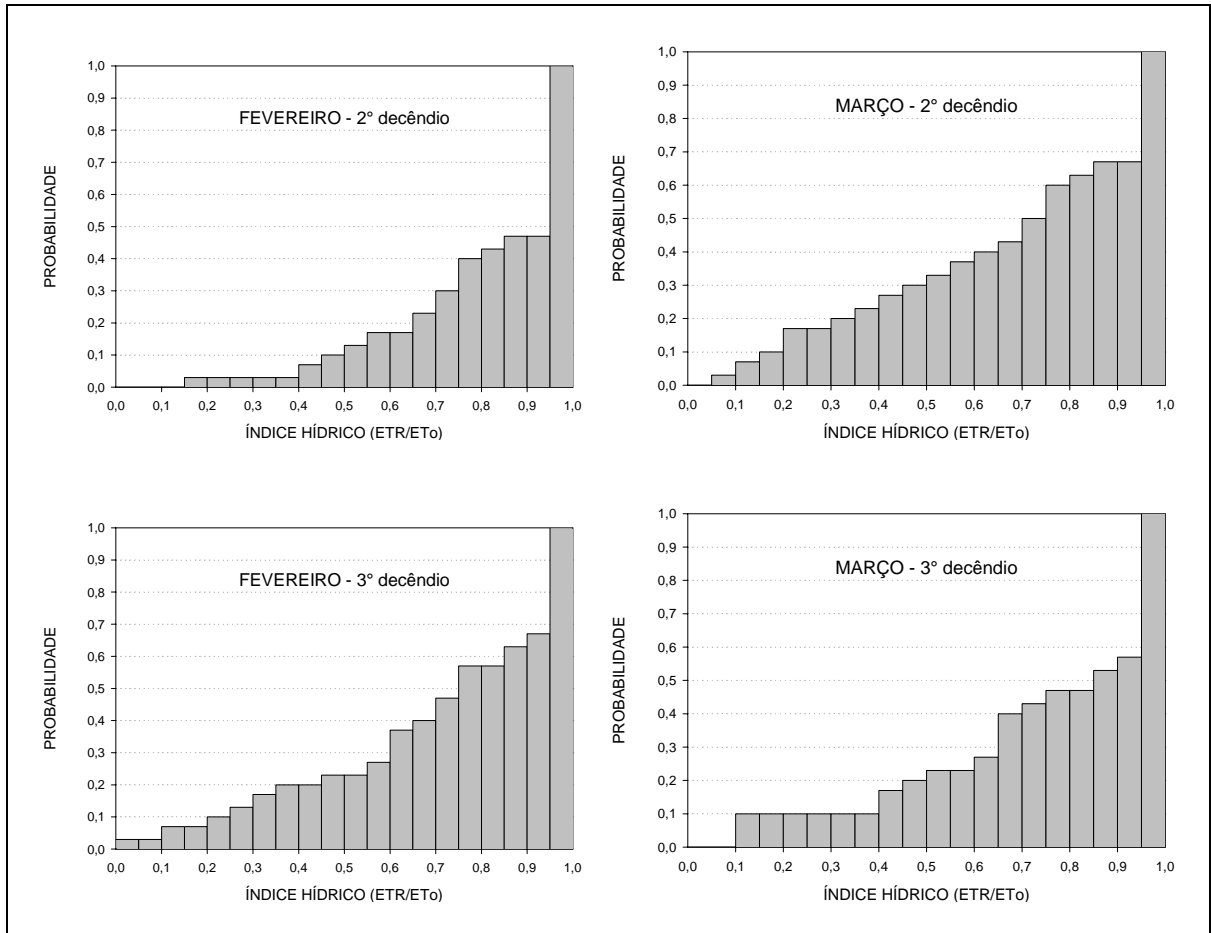 FEVEREIRO - 2° decêndio
PROBABILIDADE
1,0
0,9
0,8
0,7
0,6
0,5
0,4
0,3
0,2
0,1
0,0
0,0 0,1 0,2 0,3 0,4 0,5 0,6 0,7 0,8 0,9 1,0
ÍNDICE HÍDRICO (ETR/ETo)
MARÇO - 2° decêndio
PROBABILIDADE
1,0
0,9
0,8
0,7
0,6
0,5
0,4
0,3
0,2
0,1
0,0
0,0 0,1 0,2 0,3 0,4 0,5 0,6 0,7 0,8 0,9 1,0
ÍNDICE HÍDRICO (ETR/ETo)
FEVEREIRO - 3° decêndio
PROBABILIDADE
1,0
0,9
0,8
0,7
0,6
0,5
0,4
0,3
0,2
0,1
0,0
0,0 0,1 0,2 0,3 0,4 0,5 0,6 0,7 0,8 0,9 1,0
ÍNDICE HÍDRICO (ETR/ETo)
MARÇO - 3° decêndio
PROBABILIDADE
1,0
0,9
0,8
0,7
0,6
0,5
0,4
0,3
0,2
0,1
0,0
0,0 0,1 0,2 0,3 0,4 0,5 0,6 0,7 0,8 0,9 1,0
ÍNDICE HÍDRICO (ETR/ETo)